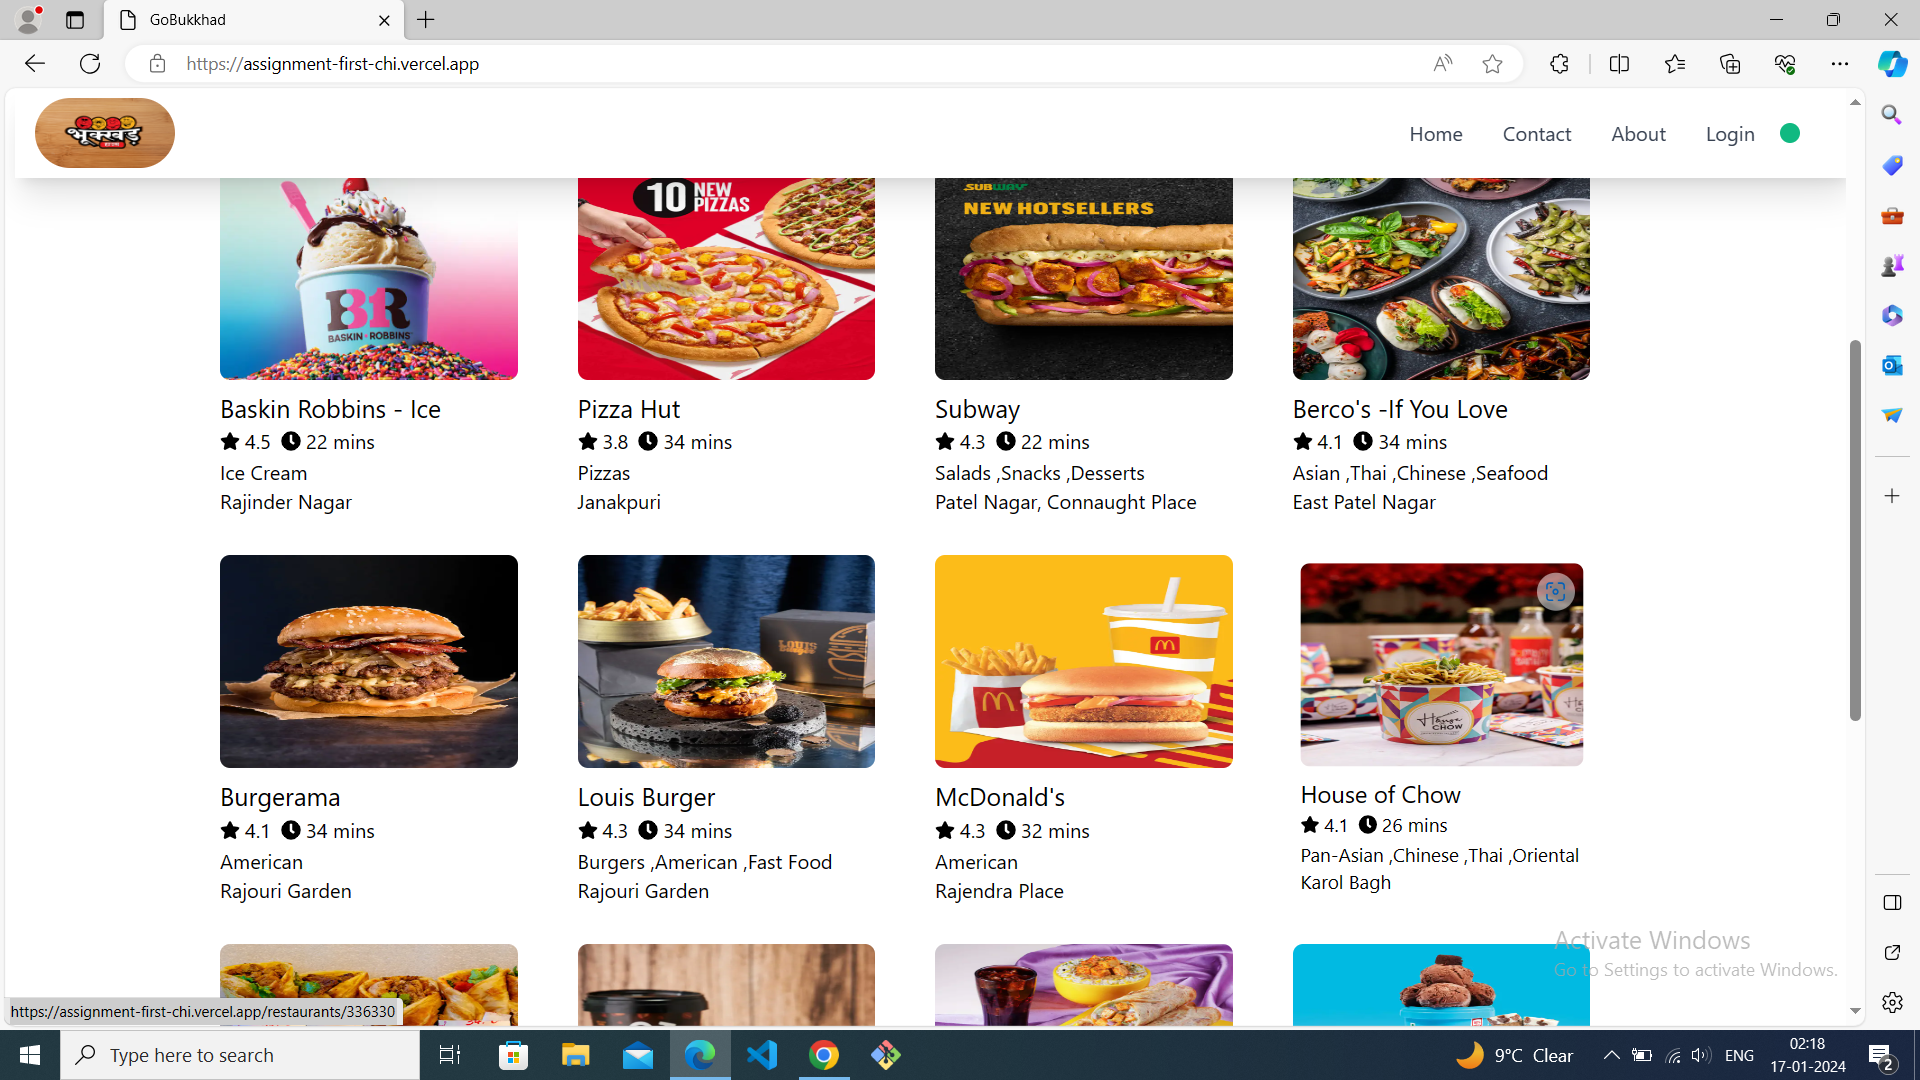 GoBukkhad
https://assignment-first-chi.vercel.app
भूक्खड़
Home Contact About Login
BASKIN ROBBINS
BR
10 NEW PIZZAS
SUBWAY
NEW HOTSELLERS
Baskin Robbins - Ice
4.5 22 mins
Ice Cream
Rajinder Nagar
Pizza Hut
3.8 34 mins
Pizzas
Janakpuri
Subway
4.3 22 mins
Salads ,Snacks ,Desserts
Patel Nagar, Connaught Place
Berco's -If You Love
4.1 34 mins
Asian ,Thai ,Chinese ,Seafood
East Patel Nagar
LOUIS
House
CHOW
Burgerama
4.1 34 mins
American
Rajouri Garden
Louis Burger
4.3 34 mins
Burgers ,American ,Fast Food
Rajouri Garden
McDonald's
4.3 32 mins
American
Rajendra Place
House of Chow
4.1 26 mins
Pan-Asian ,Chinese ,Thai ,Oriental
Karol Bagh
Activate Windows
Go to Settings to activate Windows.
https://assignment-first-chi.vercel.app/restaurants/336330
Type here to search
9°C Clear
ENG
02:18
17-01-2024
2